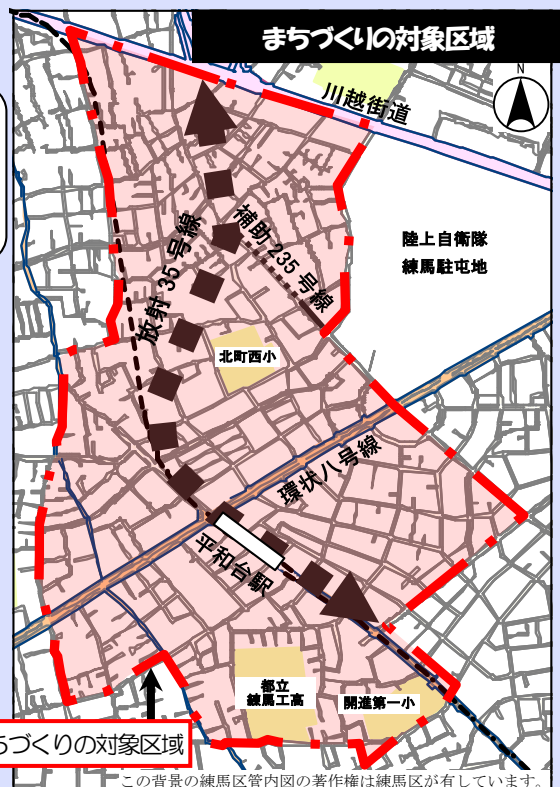 まちづくりの対象区域
N
川越街道
陸上自衛隊
練馬駐屯地
補助235号線
放射35号線
北町西小
環状八号線
平和台駅
都立
練馬工高
開進第一小
ちづくりの対象区域
この背景の練馬区管内図の著作権は練馬区が有しています。